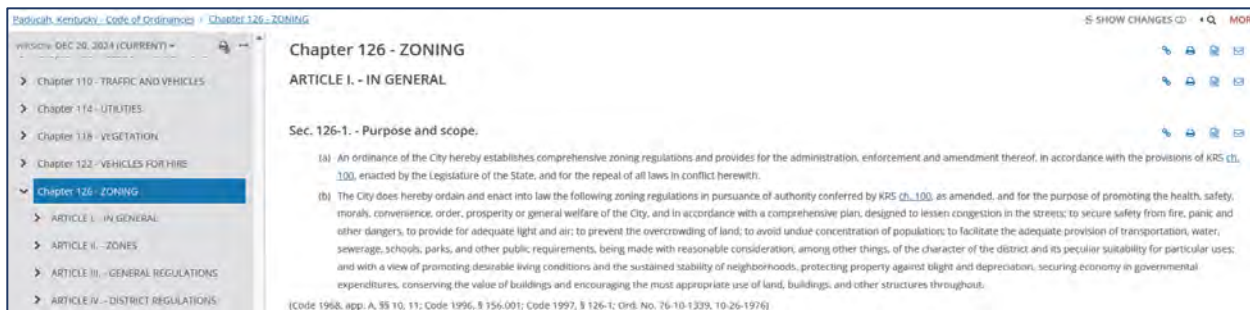 Paducah, Kentucky - Code of Ordinances / Chapter 126 - ZONING
SHOW CHANGES
MOR
VERSION: DEC 20, 2024 (CURRENT)
Chapter 110 - TRAFFIC AND VEHICLES
Chapter 114 - UTILITIES
Chapter 118 - VEGETATION
Chapter 122 - VEHICLES FOR HIRE
Chapter 126 - ZONING
ARTICLE I. - IN GENERAL
ARTICLE II. - ZONES
ARTICLE III. - GENERAL REGULATIONS
ARTICLE IV. - DISTRICT REGULATIONS
Chapter 126 - ZONING
ARTICLE I. - IN GENERAL
Sec. 126-1. - Purpose and scope.
(a) An ordinance of the City hereby establishes comprehensive zoning regulations and provides for the administration, enforcement and amendment thereof, in accordance with the provisions of KRS ch.
100, enacted by the Legislature of the State, and for the repeal of all laws in conflict herewith.
(b) The City does hereby ordain and enact into law the following zoning regulations in pursuance of authority conferred by KRS ch. 100, as amended, and for the purpose of promoting the health, safety,
morals, convenience, order, prosperity or general welfare of the City, and in accordance with a comprehensive plan, designed to lessen congestion in the streets; to secure safety from fire, panic and
other dangers, to provide for adequate light and air; to prevent the overcrowding of land; to avoid undue concentration of population; to facilitate the adequate provision of transportation, water,
sewerage, schools, parks, and other public requirements, being made with reasonable consideration, among other things, of the character of the district and its peculiar suitability for particular uses;
and with a view of promoting desirable living conditions and the sustained stability of neighborhoods, protecting property against blight and depreciation, securing economy in governmental
expenditures, conserving the value of buildings and encouraging the most appropriate use of land, buildings, and other structures throughout.
(Code 1968, app. A, §§ 10, 11; Code 1996, § 156.001; Code 1997, § 126-1; Ord. No. 76-10-1339, 10-26-1976)